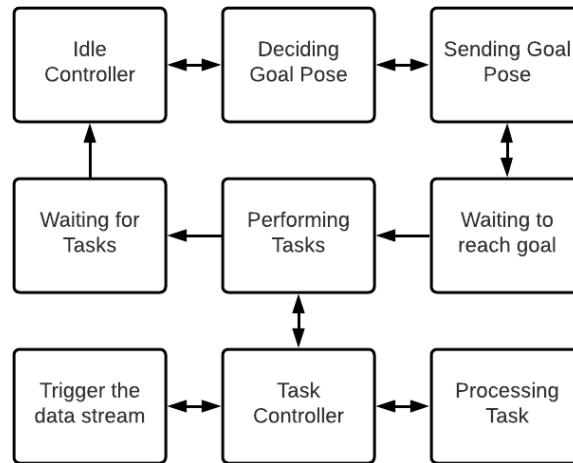 Idle
Controller
Deciding
Goal Pose
Sending Goal
Pose
Waiting for
Tasks
Performing
Tasks
Waiting to
reach goal
Trigger the
data stream
Task
Controller
Processing
Task